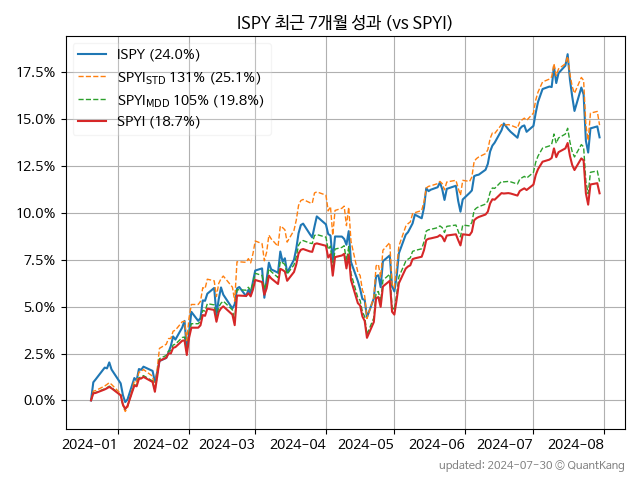 ISPY 최근 7개월 성과 (vs SPYI)
ISPY (24.0%)
SPYISTD 131% (25.1%)
SPYIMDD 105% (19.8%)
SPYI (18.7%)
17.5%
15.0%
12.5%
10.0%
7.5%
5.0%
2.5%
0.0%
2024-01 2024-02 2024-03 2024-04 2024-05 2024-06 2024-07 2024-08
updated: 2024-07-30 © QuantKang